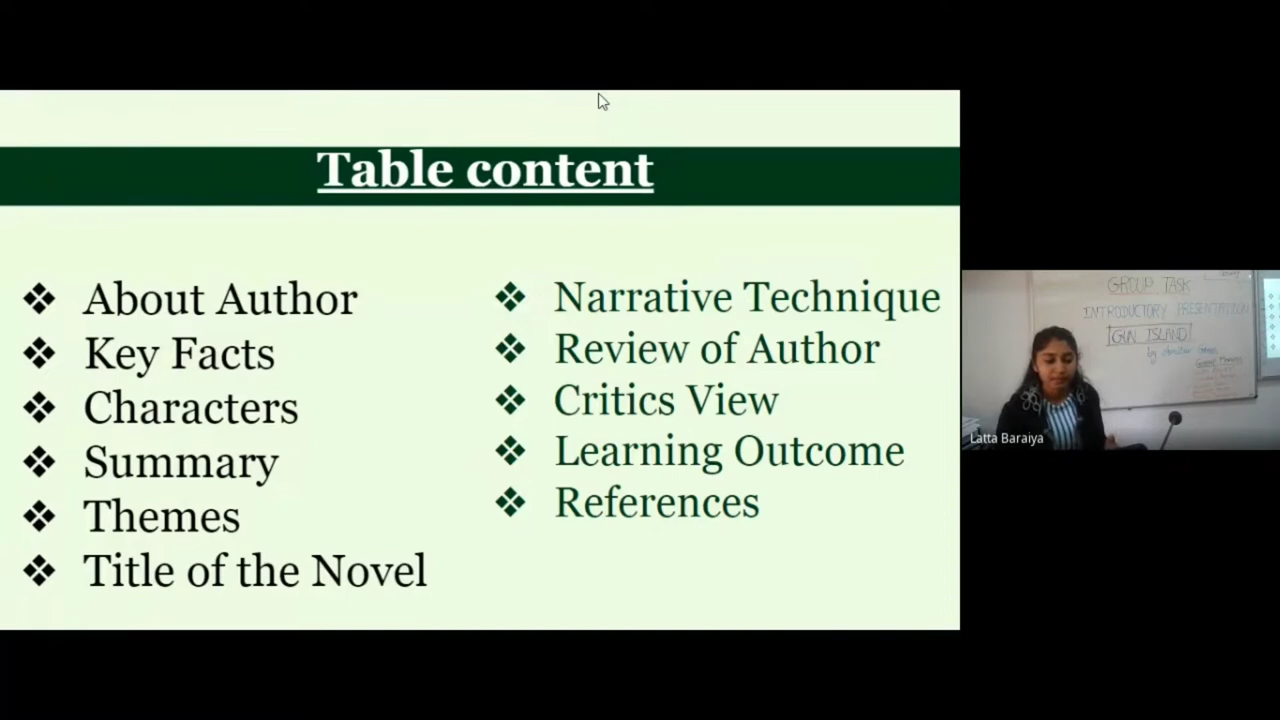 Table content
❖ About Author
❖ Key Facts
❖ Characters
❖ Summary
❖ Themes
❖ Title of the Novel
❖ Narrative Technique
❖ Review of Author
❖ Critics View
❖ Learning Outcome
❖ References
GROUP TASK
INTRODUCTORY PRESENTATION
GUN ISLAND
by
Latta Baraiya